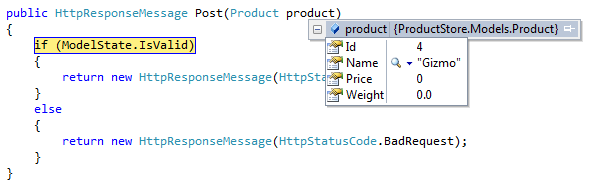 public HttpResponseMessage Post(Product product)
{
product {ProductStore.Models.Product}
if (ModelState.IsValid)
Id 4
{
Name "Gizmo"
return new HttpResponseMessage(HttpSta
Price 0
}
Weight 0.0
else
{
return new HttpResponseMessage(HttpStatusCode.BadRequest);
}
}